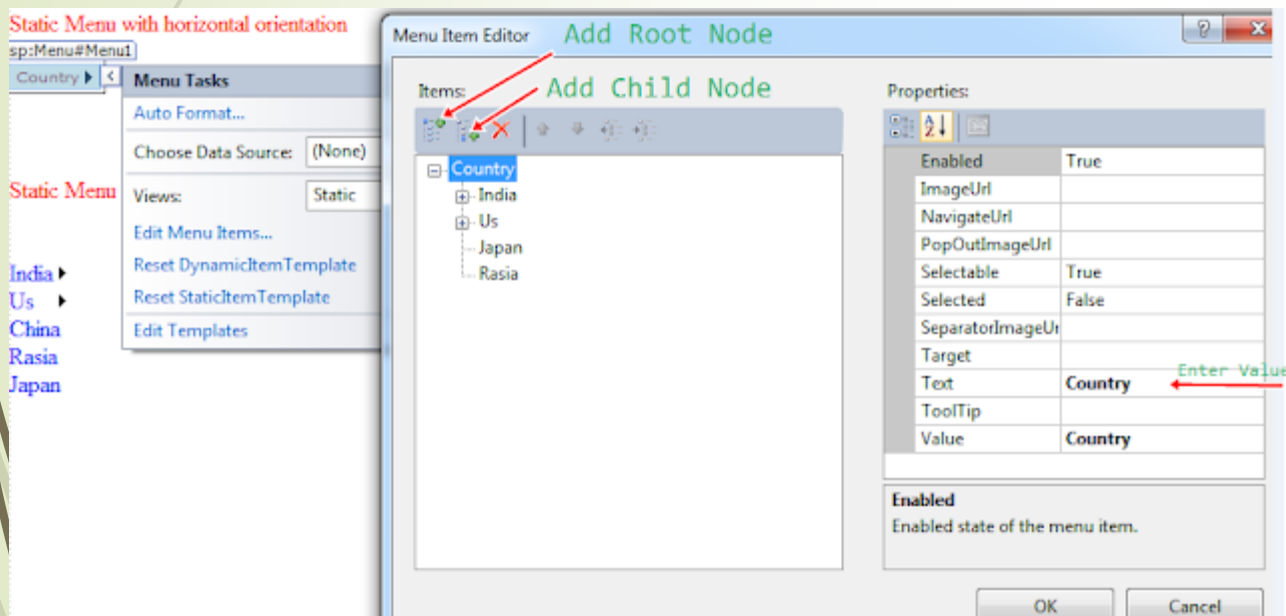 Static Menu with horizontal orientation
sp:Menu#Menu1
Country
Menu Tasks
Auto Format...
Choose Data Source: (None)
Views: Static
Edit Menu Items...
Reset DynamicItemTemplate
Reset StaticItemTemplate
Edit Templates
Static Menu
India
Us
China
Rasia
Japan
Menu Item Editor
Add Root Node
Items:
Add Child Node
Country
India
Us
Japan
Rasia
Properties:
Enabled True
ImageUrl
NavigateUrl
PopOutImageUrl
Selectable True
Selected False
SeparatorImageUr
Target
Text Country
Enter Value
ToolTip
Value Country
Enabled
Enabled state of the menu item.
OK
Cancel